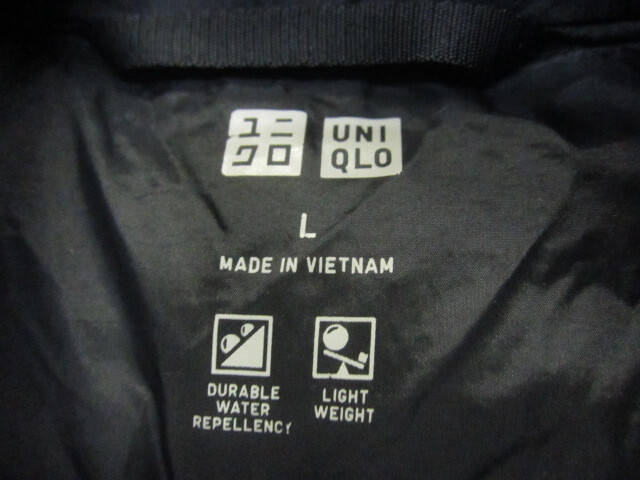 ユニ UNI
クロ QLO
L
MADE IN VIETNAM
DURABLE LIGHT
WATER WEIGHT
REPELLENCY